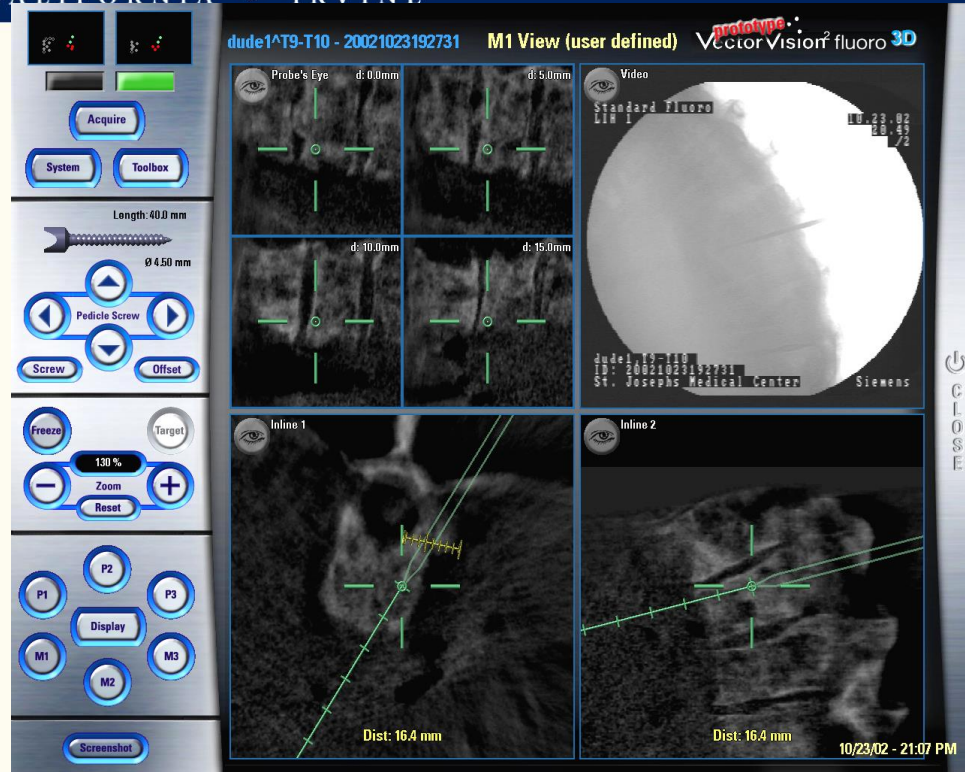 dude1^T9-T10 - 20021023192731
M1 View (user defined)
prototype
VectorVision² fluoro 3D
Acquire
System
Toolbox
Length: 40.0 mm
Ø 4.50 mm
Pedicle Screw
Screw
Offset
Freeze
Target
130 %
Zoom
Reset
P2
P1
P3
Display
M1
M3
M2
Screenshot
Probe's Eye
d: 0.0mm
d: 5.0mm
d: 10.0mm
d: 15.0mm
Video
Standard Fluoro
LIH 1
10.23.02
20.49
/2
dude1,T9-T10
ID: 20021023192731
St. Josephs Medical Center
Siemens
Inline 1
Dist: 16.4 mm
Inline 2
Dist: 16.4 mm
10/23/02 - 21:07 PM
CLOSE